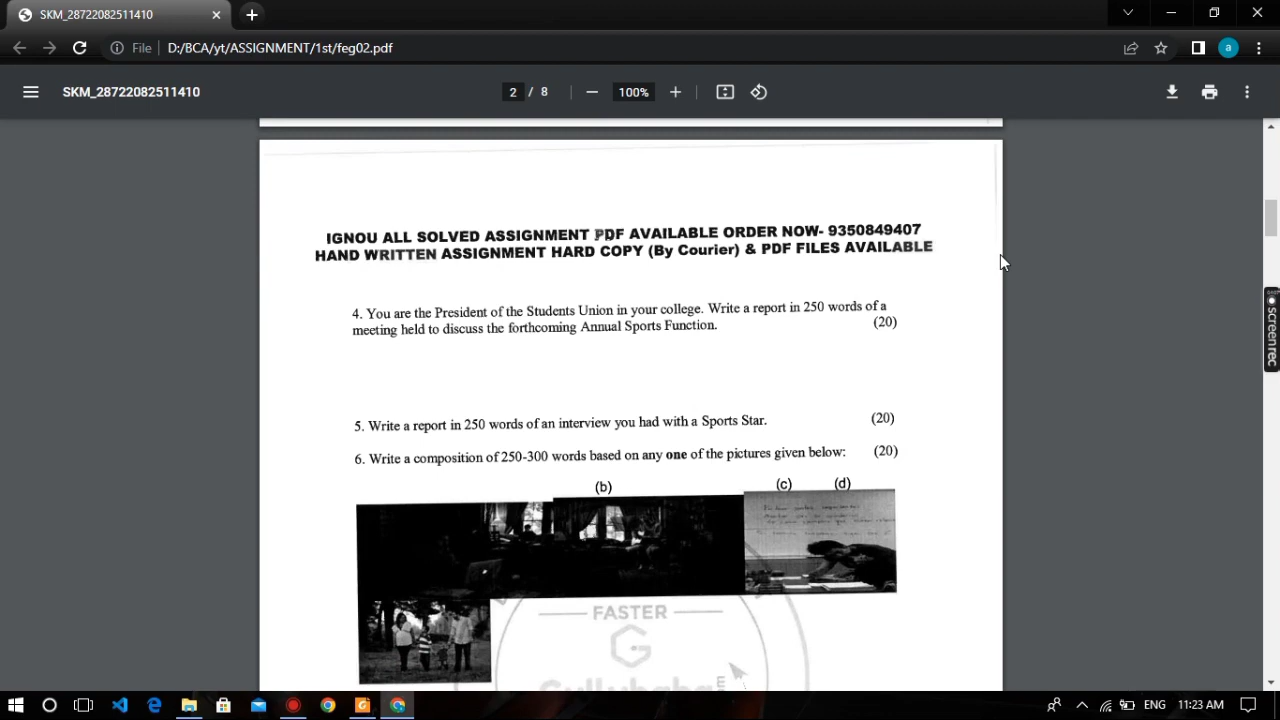 SKM_28722082511410
File D:/BCA/yt/ASSIGNMENT/1st/feg02.pdf
a
SKM_28722082511410
2 / 8
100%
IGNOU ALL SOLVED ASSIGNMENT PDF AVAILABLE ORDER NOW- 9350849407
HAND WRITTEN ASSIGNMENT HARD COPY (By Courier) & PDF FILES AVAILABLE
4. You are the President of the Students Union in your college. Write a report in 250 words of a
meeting held to discuss the forthcoming Annual Sports Function. (20)
5. Write a report in 250 words of an interview you had with a Sports Star. (20)
6. Write a composition of 250-300 words based on any one of the pictures given below: (20)
(b) (c) (d)
FASTER
G
Gullybaba
screen rec
ENG 11:23 AM